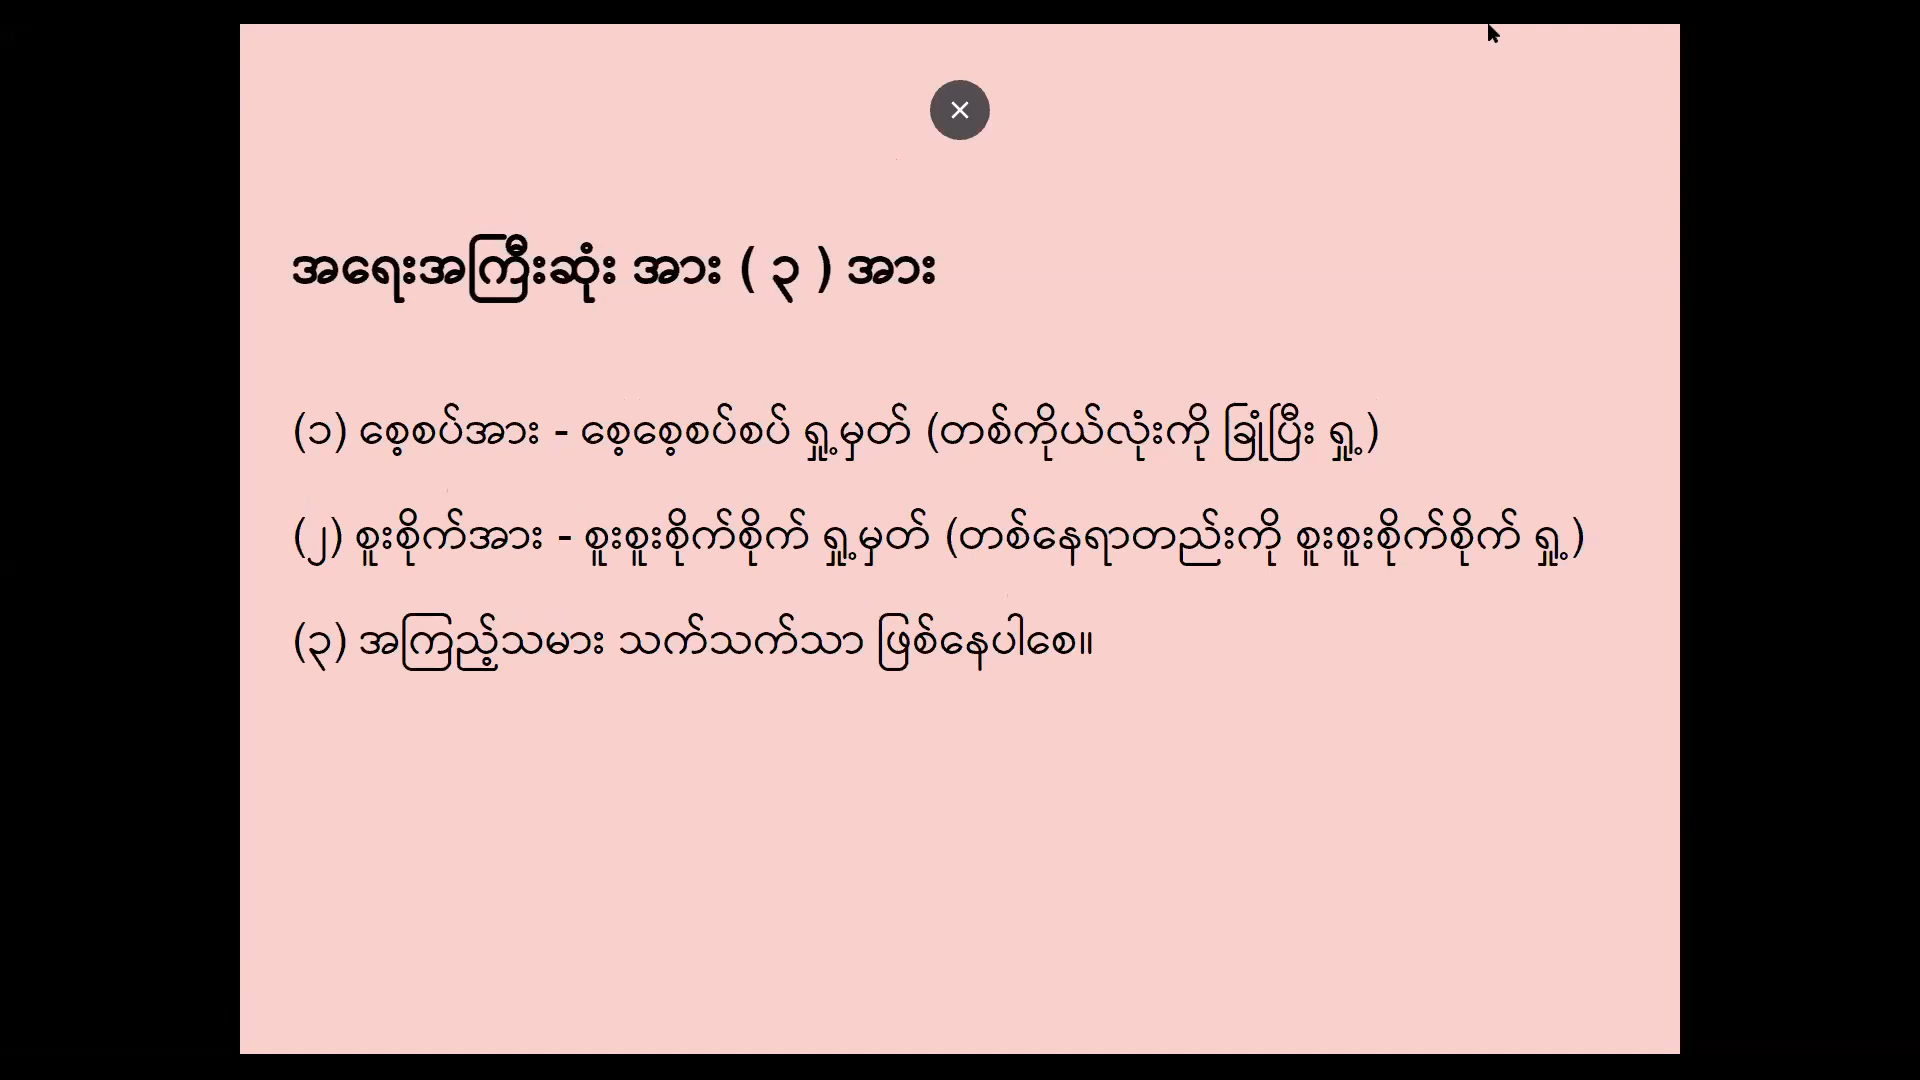 အရေးအကြီးဆုံး အား ( ၃ ) အား
(၁) စေ့စပ်အား - စေ့စေ့စပ်စပ် ရှု့မှတ် (တစ်ကိုယ်လုံးကို ခြုံပြီး ရှု့)
(၂) စူးစိုက်အား - စူးစူးစိုက်စိုက် ရှု့မှတ် (တစ်နေရာတည်းကို စူးစူးစိုက်စိုက် ရှု့)
(၃) အကြည့်သမား သက်သက်သာ ဖြစ်နေပါစေ။